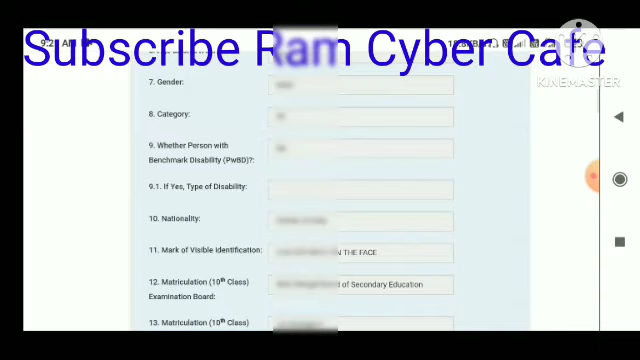 Subscribe Ram Cyber Cafe
KINEMASTER
7. Gender:
8. Category:
9. Whether Person with
Benchmark Disability (PwBD)?:
9.1. If Yes, Type of Disability:
10. Nationality:
11. Mark of Visible Identification:
N THE FACE
12. Matriculation (10th Class)
Examination Board:
d of Secondary Education
13. Matriculation (10th Class)